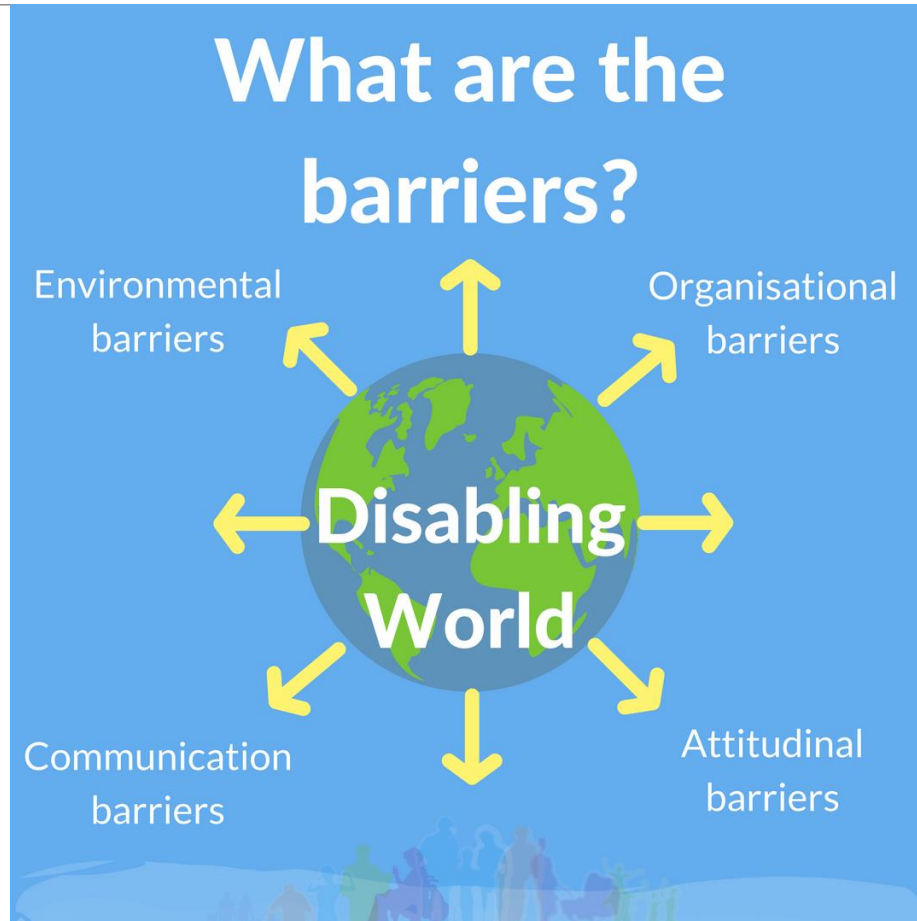 What are the
barriers?
Environmental
barriers
Organisational
barriers
Disabling
World
Communication
barriers
Attitudinal
barriers